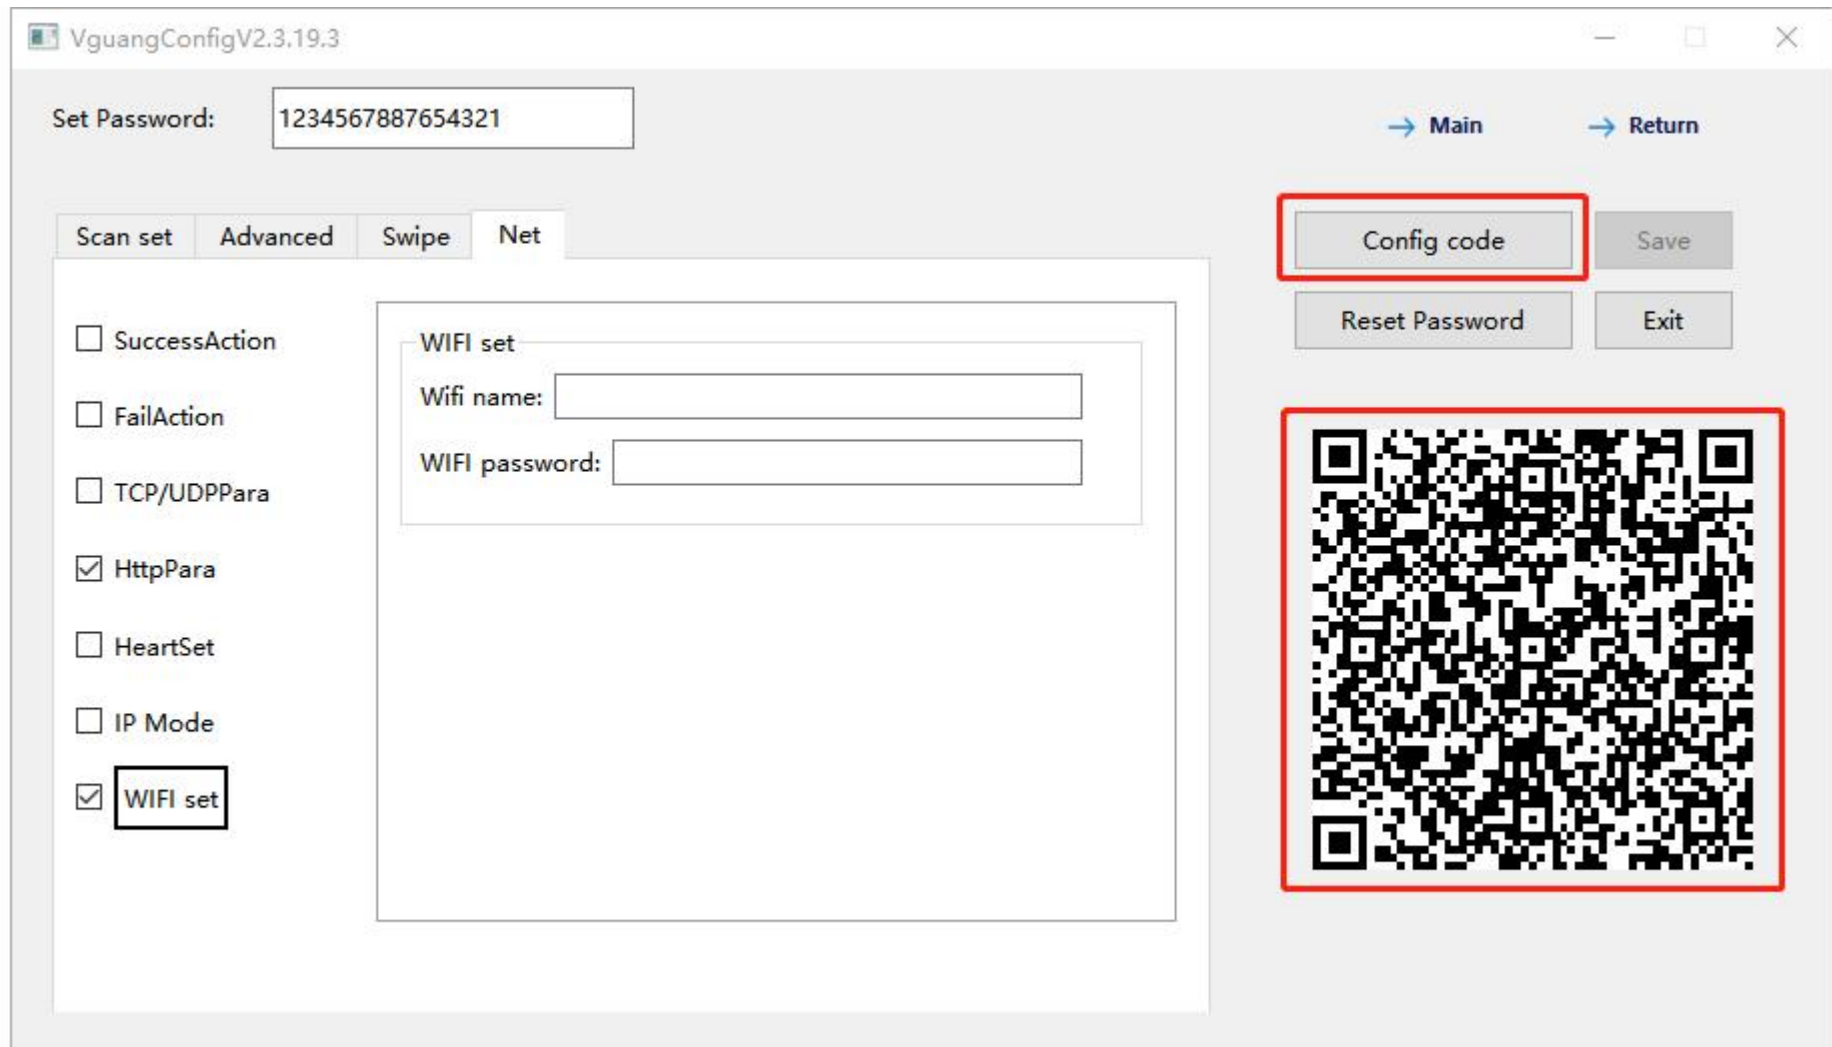 VguangConfigV2.3.19.3
Set Password: 1234567887654321
Main Return
Scan set Advanced Swipe Net
Config code Save
Reset Password Exit
SuccessAction
FailAction
TCP/UDPPara
HttpPara
HeartSet
IP Mode
WIFI set
WIFI set
Wifi name:
WIFI password: